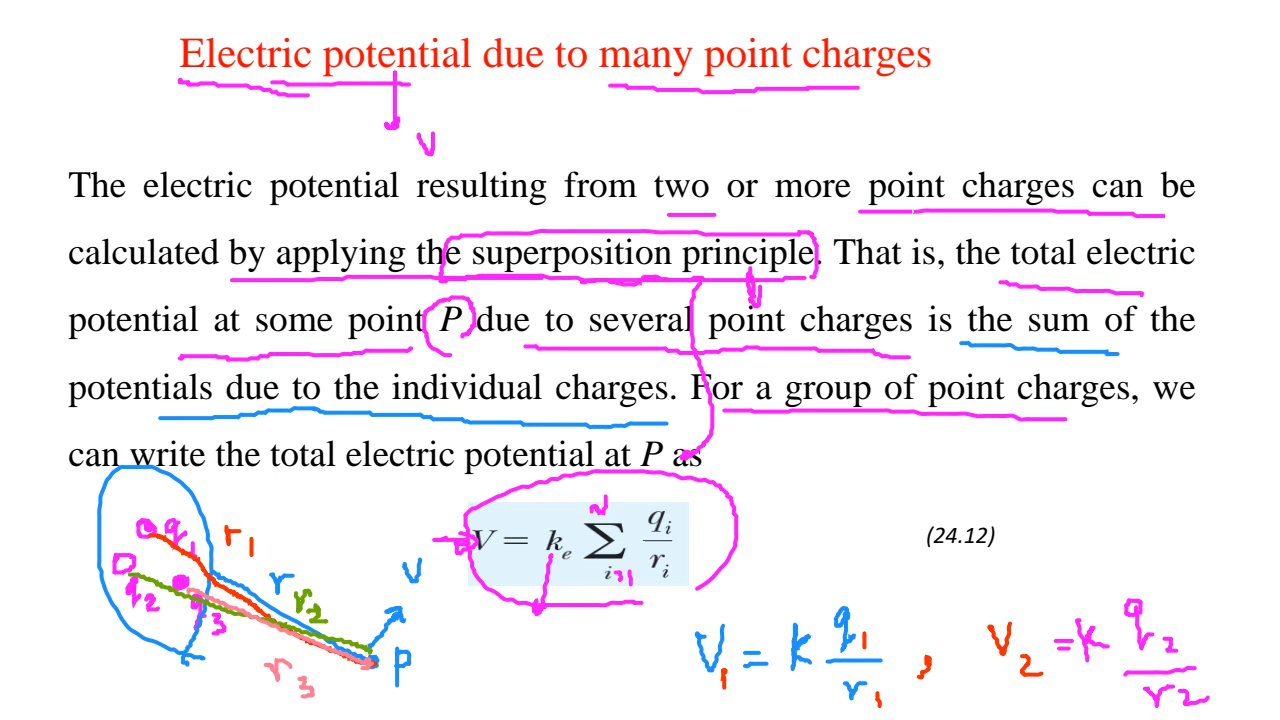 Electric potential due to many point charges
V
The electric potential resulting from two or more point charges can be
calculated by applying the superposition principle. That is, the total electric
potential at some point P due to several point charges is the sum of the
potentials due to the individual charges. For a group of point charges, we
can write the total electric potential at P as
V = k_e ∑_{i=1}^{N} q_i / r_i
(24.12)
q1 r1
q2 r r2 V
q3
r3 P
V1 = k q1 / r1 , V2 = k q2 / r2